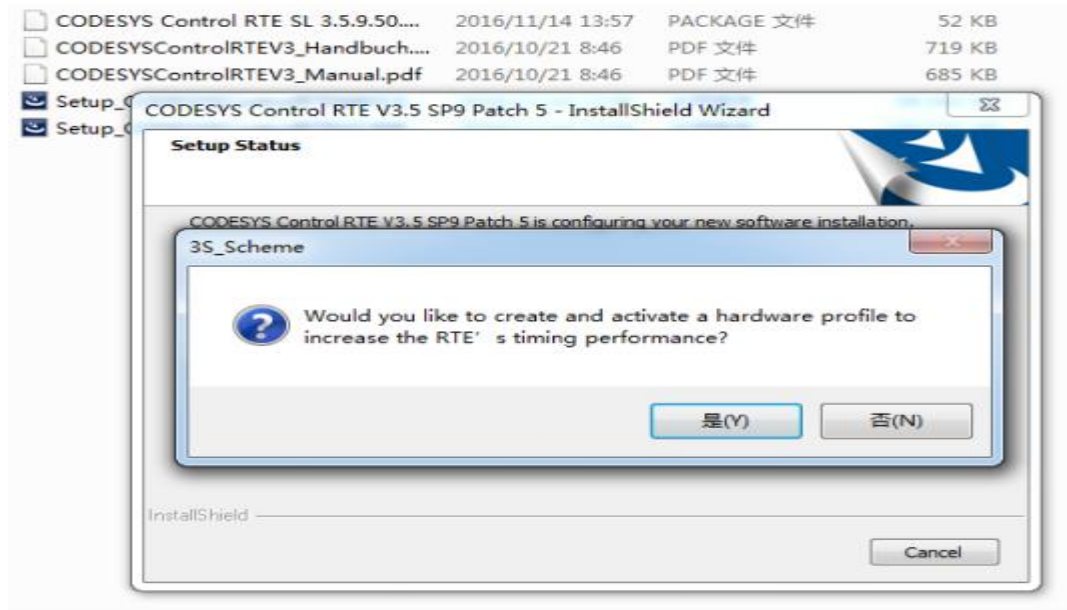 CODESYS Control RTE SL 3.5.9.50.... 2016/11/14 13:57 PACKAGE 文件 52 KB
CODESYSControlRTEV3_Handbuch.... 2016/10/21 8:46 PDF 文件 719 KB
CODESYSControlRTEV3_Manual.pdf 2016/10/21 8:46 PDF 文件 685 KB
Setup_
Setup_
CODESYS Control RTE V3.5 SP9 Patch 5 - InstallShield Wizard
Setup Status
CODESYS Control RTE V3.5 SP9 Patch 5 is configuring your new software installation.
3S_Scheme
Would you like to create and activate a hardware profile to
increase the RTE’s timing performance?
是(Y) 否(N)
InstallShield
Cancel